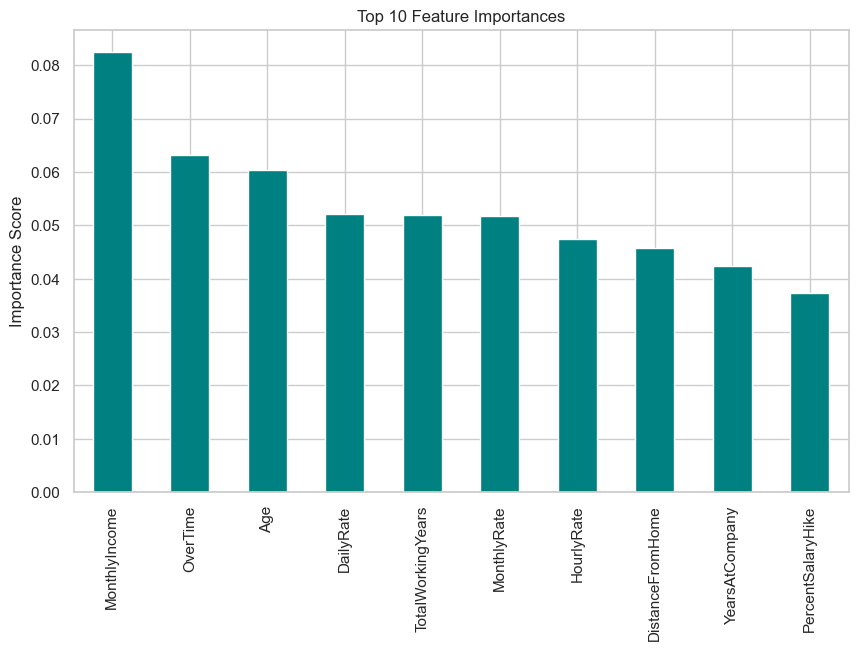 Top 10 Feature Importances
Importance Score
0.08
0.07
0.06
0.05
0.04
0.03
0.02
0.01
0.00
MonthlyIncome
OverTime
Age
DailyRate
TotalWorkingYears
MonthlyRate
HourlyRate
DistanceFromHome
YearsAtCompany
PercentSalaryHike